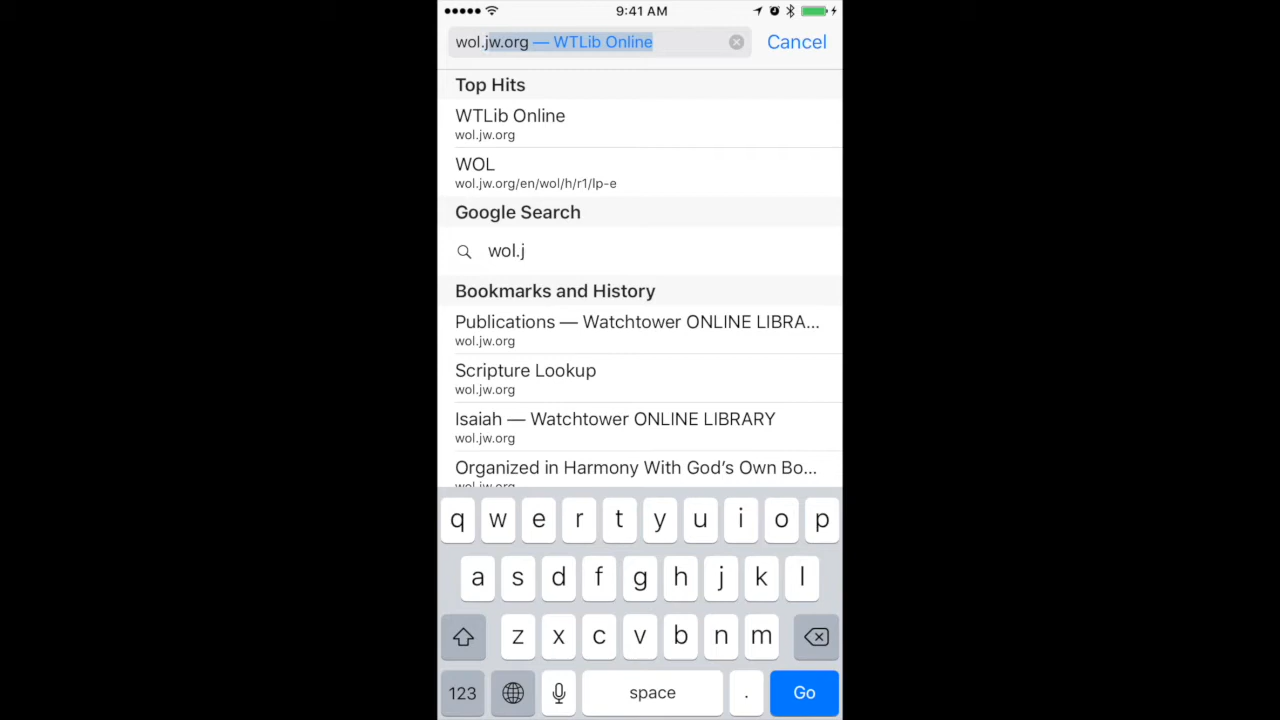 9:41 AM
wol.jw.org — WTLib Online
Cancel
Top Hits
WTLib Online
wol.jw.org
WOL
wol.jw.org/en/wol/h/r1/lp-e
Google Search
wol.j
Bookmarks and History
Publications — Watchtower ONLINE LIBRA...
wol.jw.org
Scripture Lookup
wol.jw.org
Isaiah — Watchtower ONLINE LIBRARY
wol.jw.org
Organized in Harmony With God’s Own Bo...
wol.jw.org
q w e r t y u i o p
a s d f g h j k l
z x c v b n m
123 space . Go